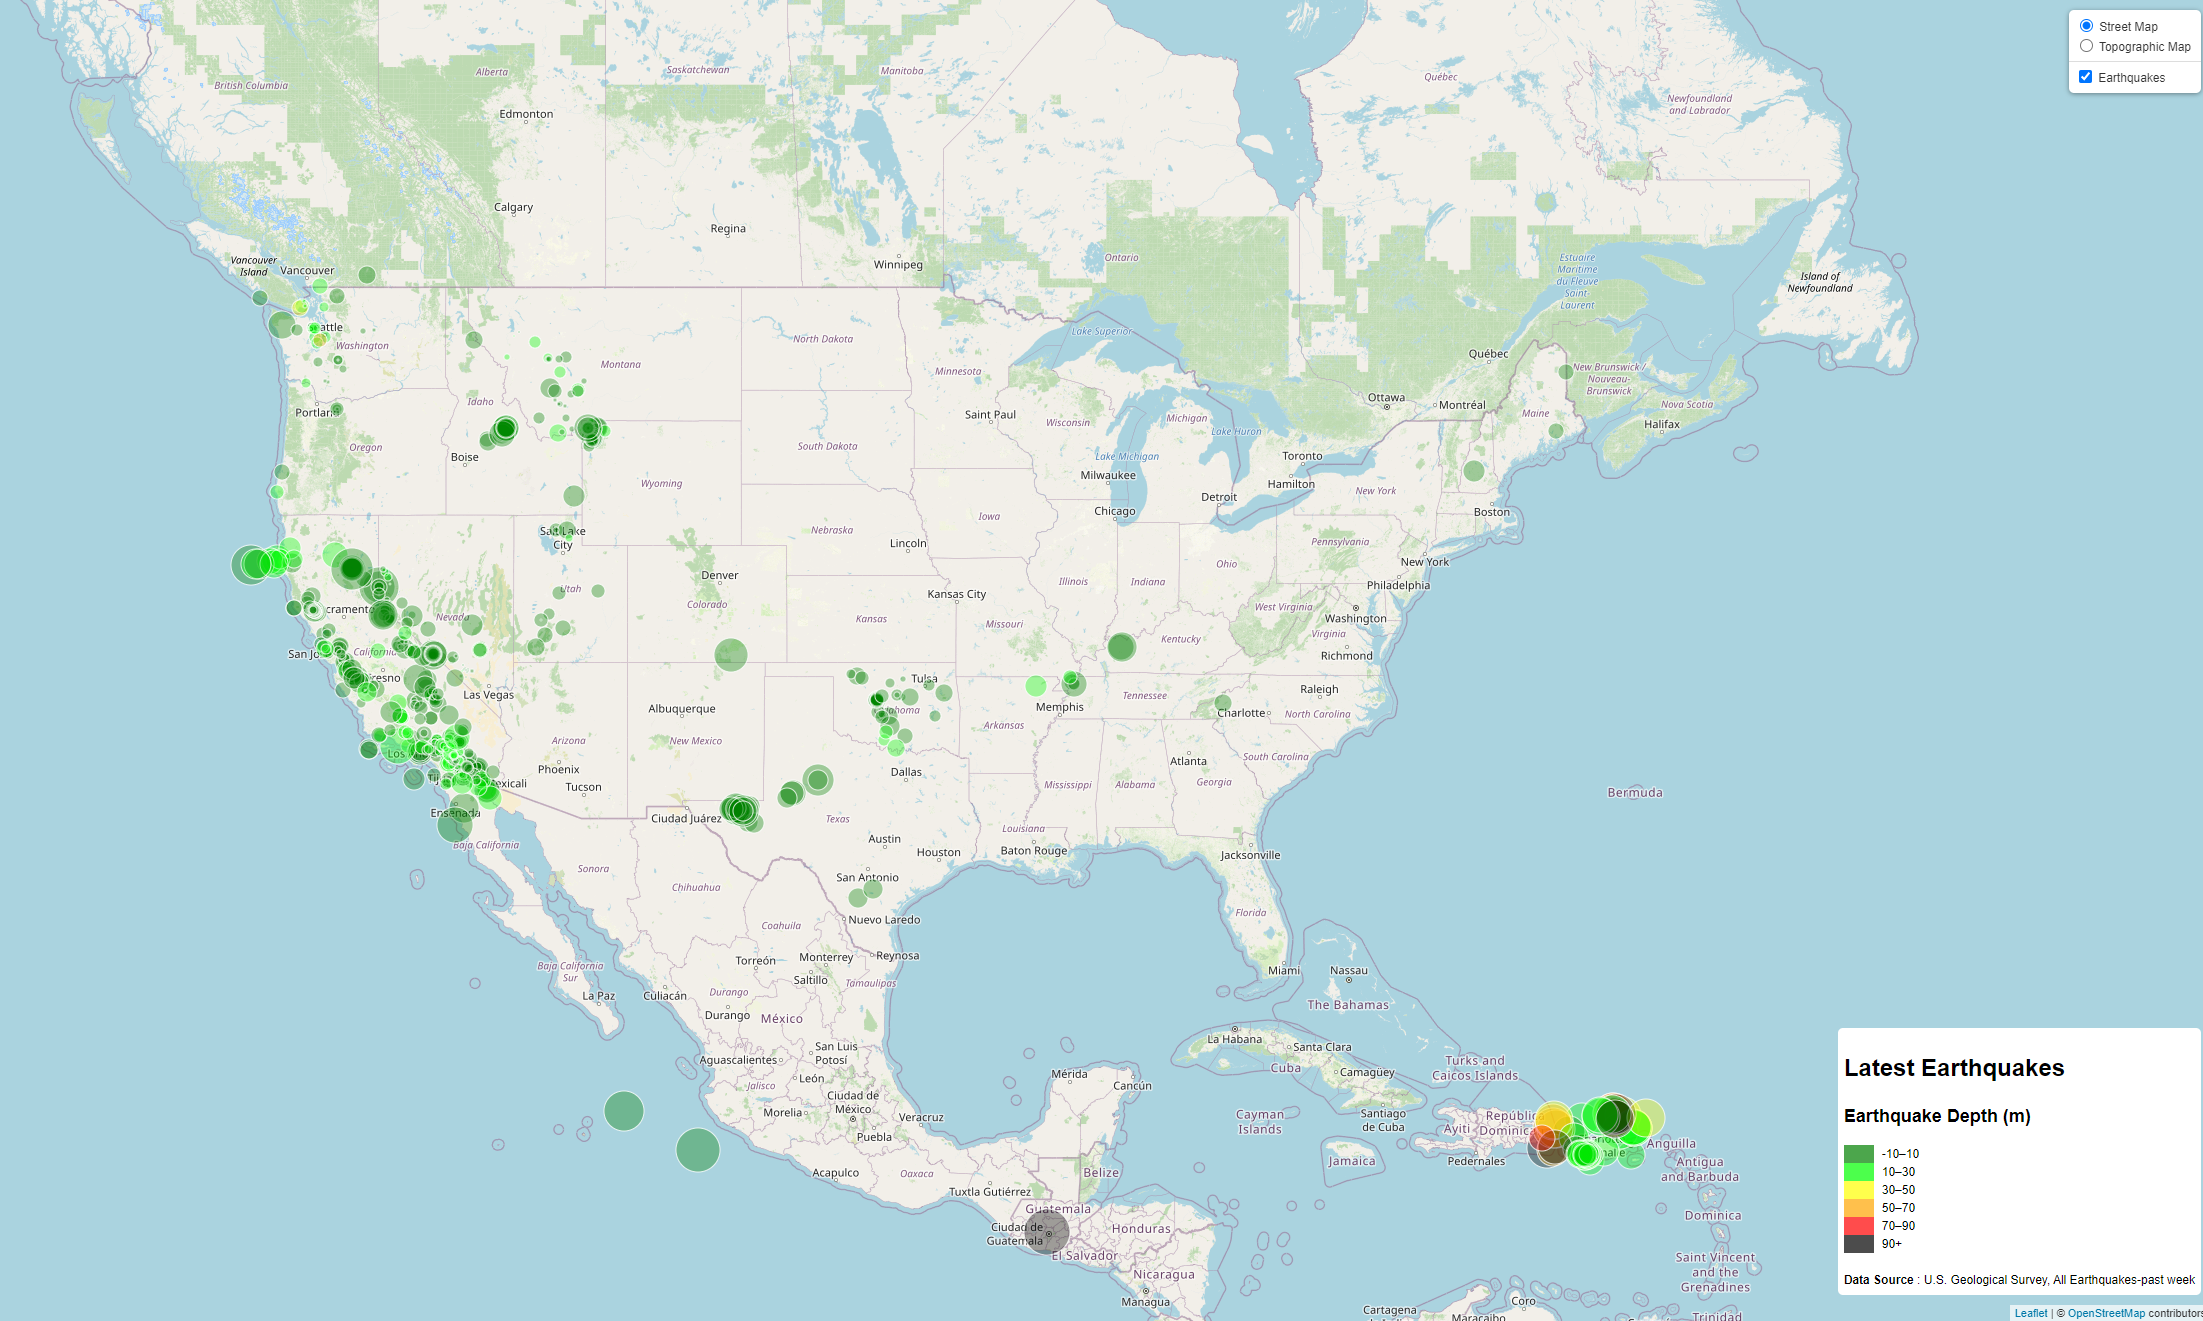 Street Map
Topographic Map
Earthquakes
British Columbia
Alberta
Saskatchewan
Manitoba
Québec
Newfoundland
and Labrador
Edmonton
Calgary
Regina
Winnipeg
Ontario
Vancouver
Island
Vancouver
Estuaire
Maritime
du Fleuve
Saint-
Laurent
Island of
Newfoundland
attle
Washington
North Dakota
Lake Superior
Montana
Minnesota
Québec
New Brunswick /
Nouveau-
Brunswick
Idaho
Portland
Saint Paul
Ottawa
Montréal
Maine
Nova Scotia
Halifax
Oregon
Boise
South Dakota
Wisconsin
Michigan
Lake Huron
Lake Michigan
Toronto
Milwaukee
Hamilton
Wyoming
Detroit
New York
Chicago
Boston
Salt Lake
City
Nebraska
Iowa
Lincoln
Pennsylvania
New York
Denver
Utah
Colorado
Kansas City
Illinois
Indiana
Ohio
Philadelphia
cramento
Nevada
Kansas
Missouri
West Virginia
Washington
Virginia
Kentucky
Richmond
San Jo
California
resno
Las Vegas
Tulsa
Raleigh
Albuquerque
ahoma
Memphis
Tennessee
Charlotte
North Carolina
Arkansas
Arizona
New Mexico
Los
South Carolina
Phoenix
Dallas
Atlanta
Tij
exicali
Tucson
Mississippi
Alabama
Georgia
Bermuda
Ensenada
Ciudad Juárez
Texas
Louisiana
Baja California
Austin
Houston
Baton Rouge
Jacksonville
Sonora
Chihuahua
San Antonio
Nuevo Laredo
Florida
Coahuila
Baja California
Sur
Torreón
Monterrey
Reynosa
Saltillo
Tamaulipas
Miami
Nassau
La Paz
Culiacán
Durango
Durango
México
The Bahamas
La Habana
Santa Clara
San Luis
Potosí
Aguascalientes
Cuba
Camagüey
Turks and
Caicos Islands
León
Jalisco
Mérida
Cancún
Ciudad de
México
Morelia
Veracruz
Puebla
Cayman
Islands
Santiago
de Cuba
Repúblic
Dominica
Ayiti
Pedernales
Jamaica
Anguilla
Antigua
and Barbuda
Acapulco
Oaxaca
Belize
Tuxtla Gutiérrez
Guatemala
Ciudad de
Guatemala
Honduras
El Salvador
Nicaragua
Managua
Dominica
Saint Vincent
and the
Grenadines
Coro
Cartagena
Maracaibo
Trinidad
Latest Earthquakes
Earthquake Depth (m)
-10–10
10–30
30–50
50–70
70–90
90+
Data Source : U.S. Geological Survey, All Earthquakes-past week
Leaflet | © OpenStreetMap contributors